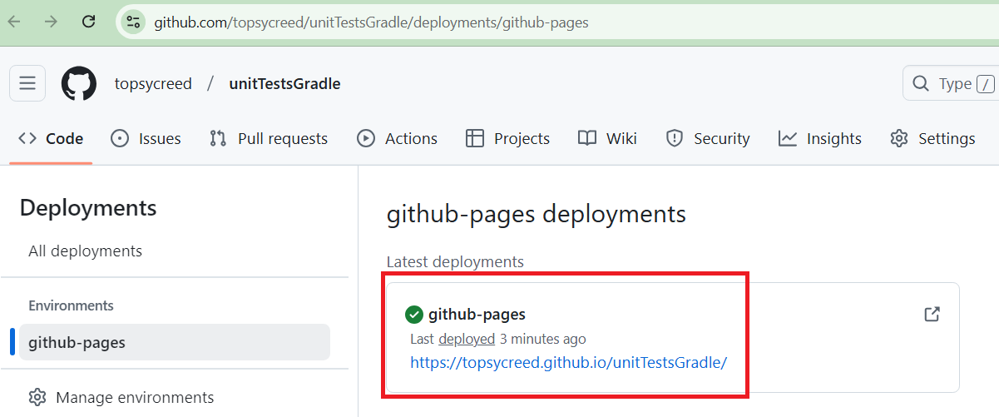 github.com/topsycreed/unitTestsGradle/deployments/github-pages
topsycreed / unitTestsGradle
Type /
Code Issues Pull requests Actions Projects Wiki Security Insights Settings
Deployments
All deployments
Environments
github-pages
Manage environments
github-pages deployments
Latest deployments
github-pages
Last deployed 3 minutes ago
https://topsycreed.github.io/unitTestsGradle/